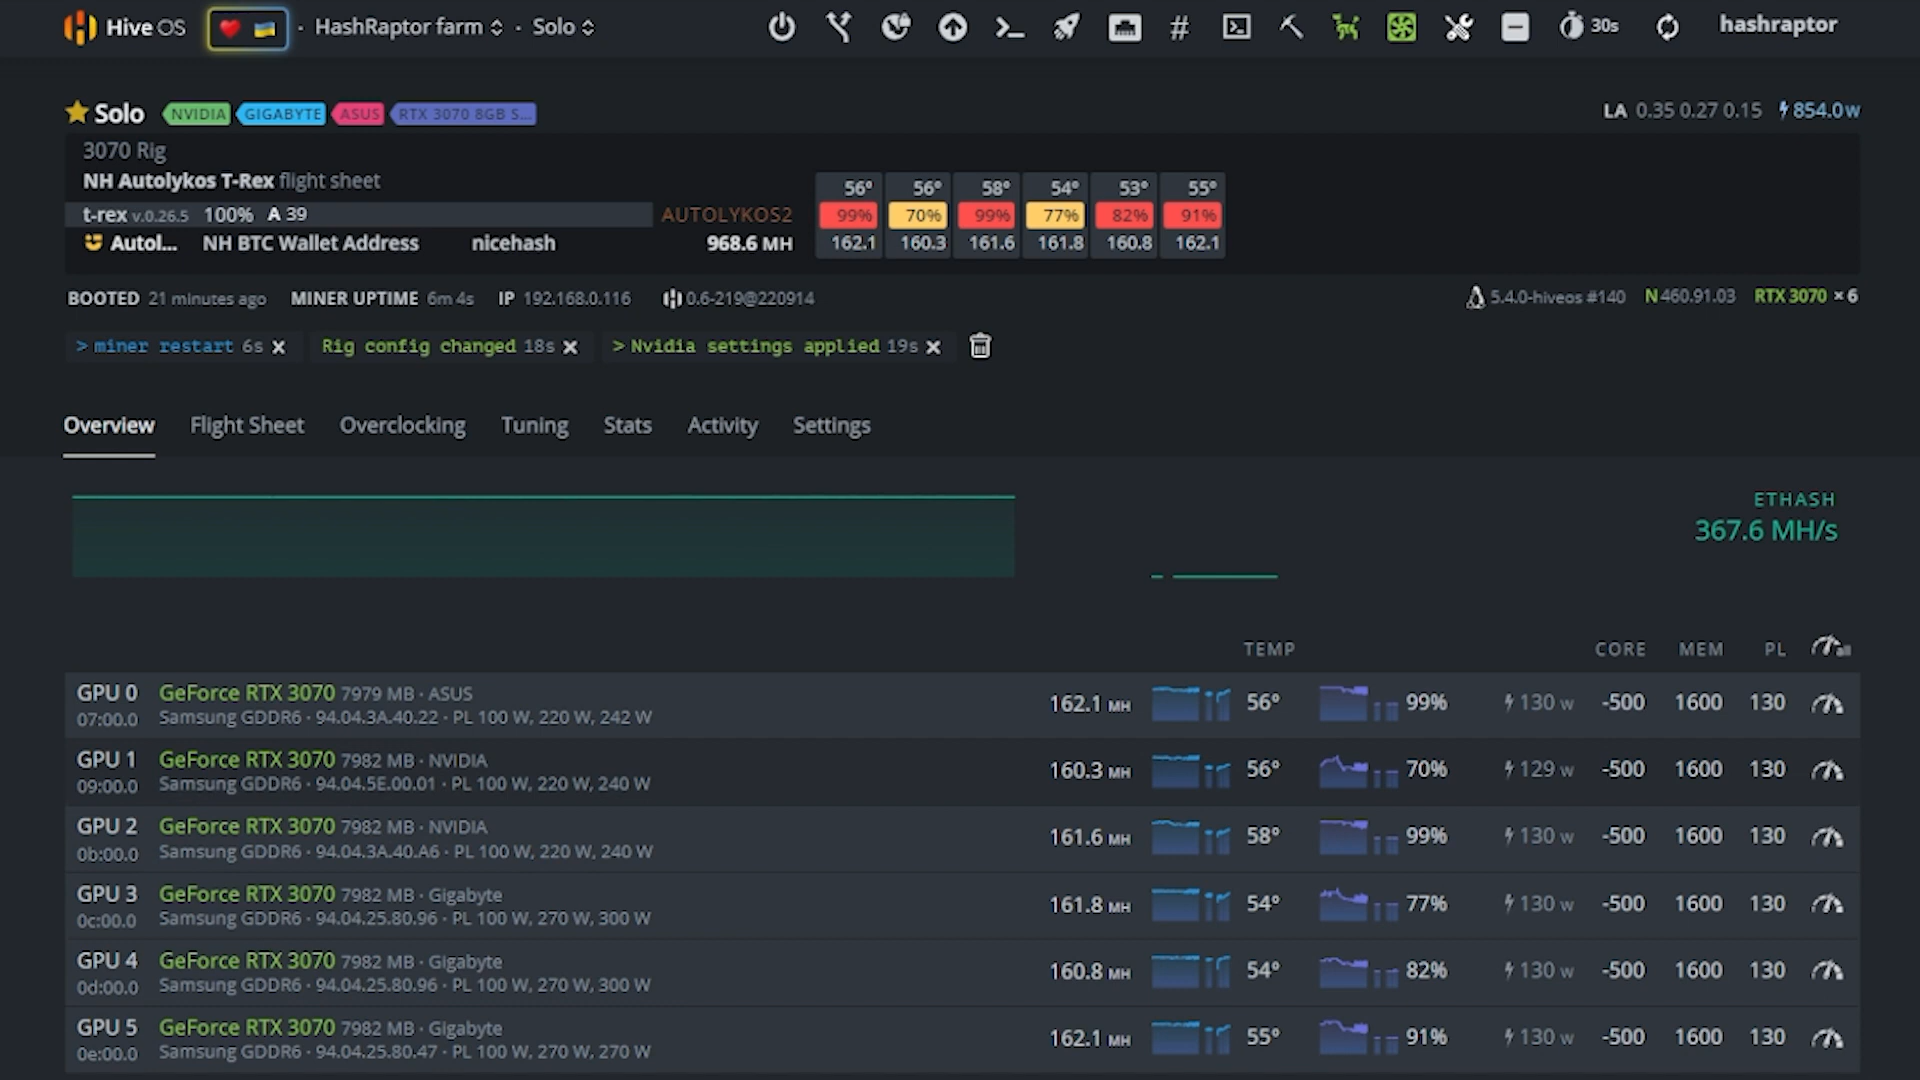 Hive OS · HashRaptor farm · Solo # 30s hashraptor
Solo NVIDIA GIGABYTE ASUS RTX 3070 8GB S... LA 0.35 0.27 0.15 854.0W
3070 Rig
NH Autolykos T-Rex flight sheet
t-rex v.0.26.5 100% A 39 AUTOLYKOS2
Autol... NH BTC Wallet Address nicehash 968.6 MH
56° 56° 58° 54° 53° 55°
99% 70% 99% 77% 82% 91%
162.1 160.3 161.6 161.8 160.8 162.1
BOOTED 21 minutes ago MINER UPTIME 6m 4s IP 192.168.0.116 0.6-219@220914 5.4.0-hiveos #140 N 460.91.03 RTX 3070 × 6
> miner restart 6s × Rig config changed 18s × > Nvidia settings applied 19s ×
Overview Flight Sheet Overclocking Tuning Stats Activity Settings
ETHASH
367.6 MH/s
TEMP CORE MEM PL
GPU 0 GeForce RTX 3070 7979 MB · ASUS 162.1 MH 56° 99% 130 W -500 1600 130
07:00.0 Samsung GDDR6 · 94.04.3A.40.22 · PL 100 W, 220 W, 242 W
GPU 1 GeForce RTX 3070 7982 MB · NVIDIA 160.3 MH 56° 70% 129 W -500 1600 130
09:00.0 Samsung GDDR6 · 94.04.5E.00.01 · PL 100 W, 220 W, 240 W
GPU 2 GeForce RTX 3070 7982 MB · NVIDIA 161.6 MH 58° 99% 130 W -500 1600 130
0b:00.0 Samsung GDDR6 · 94.04.3A.40.A6 · PL 100 W, 220 W, 240 W
GPU 3 GeForce RTX 3070 7982 MB · Gigabyte 161.8 MH 54° 77% 130 W -500 1600 130
0c:00.0 Samsung GDDR6 · 94.04.25.80.96 · PL 100 W, 270 W, 300 W
GPU 4 GeForce RTX 3070 7982 MB · Gigabyte 160.8 MH 54° 82% 130 W -500 1600 130
0d:00.0 Samsung GDDR6 · 94.04.25.80.96 · PL 100 W, 270 W, 300 W
GPU 5 GeForce RTX 3070 7982 MB · Gigabyte 162.1 MH 55° 91% 130 W -500 1600 130
0e:00.0 Samsung GDDR6 · 94.04.25.80.47 · PL 100 W, 270 W, 270 W